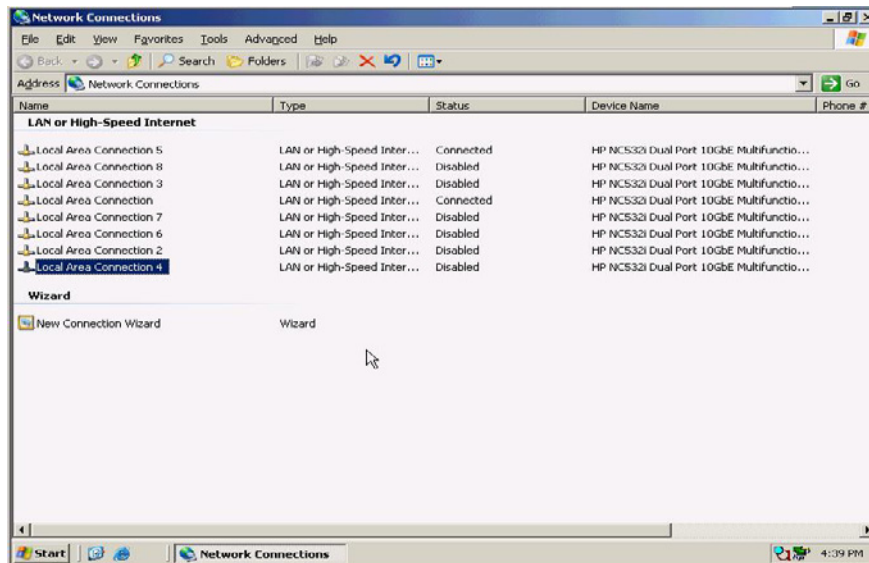 Network Connections
File Edit View Favorites Tools Advanced Help
Back Search Folders
Address Network Connections Go
Name Type Status Device Name Phone #
LAN or High-Speed Internet
Local Area Connection 5 LAN or High-Speed Inter... Connected HP NC532i Dual Port 10GbE Multifunctio...
Local Area Connection 8 LAN or High-Speed Inter... Disabled HP NC532i Dual Port 10GbE Multifunctio...
Local Area Connection 3 LAN or High-Speed Inter... Disabled HP NC532i Dual Port 10GbE Multifunctio...
Local Area Connection LAN or High-Speed Inter... Connected HP NC532i Dual Port 10GbE Multifunctio...
Local Area Connection 7 LAN or High-Speed Inter... Disabled HP NC532i Dual Port 10GbE Multifunctio...
Local Area Connection 6 LAN or High-Speed Inter... Disabled HP NC532i Dual Port 10GbE Multifunctio...
Local Area Connection 2 LAN or High-Speed Inter... Disabled HP NC532i Dual Port 10GbE Multifunctio...
Local Area Connection 4 LAN or High-Speed Inter... Disabled HP NC532i Dual Port 10GbE Multifunctio...
Wizard
New Connection Wizard Wizard
Start Network Connections 4:39 PM